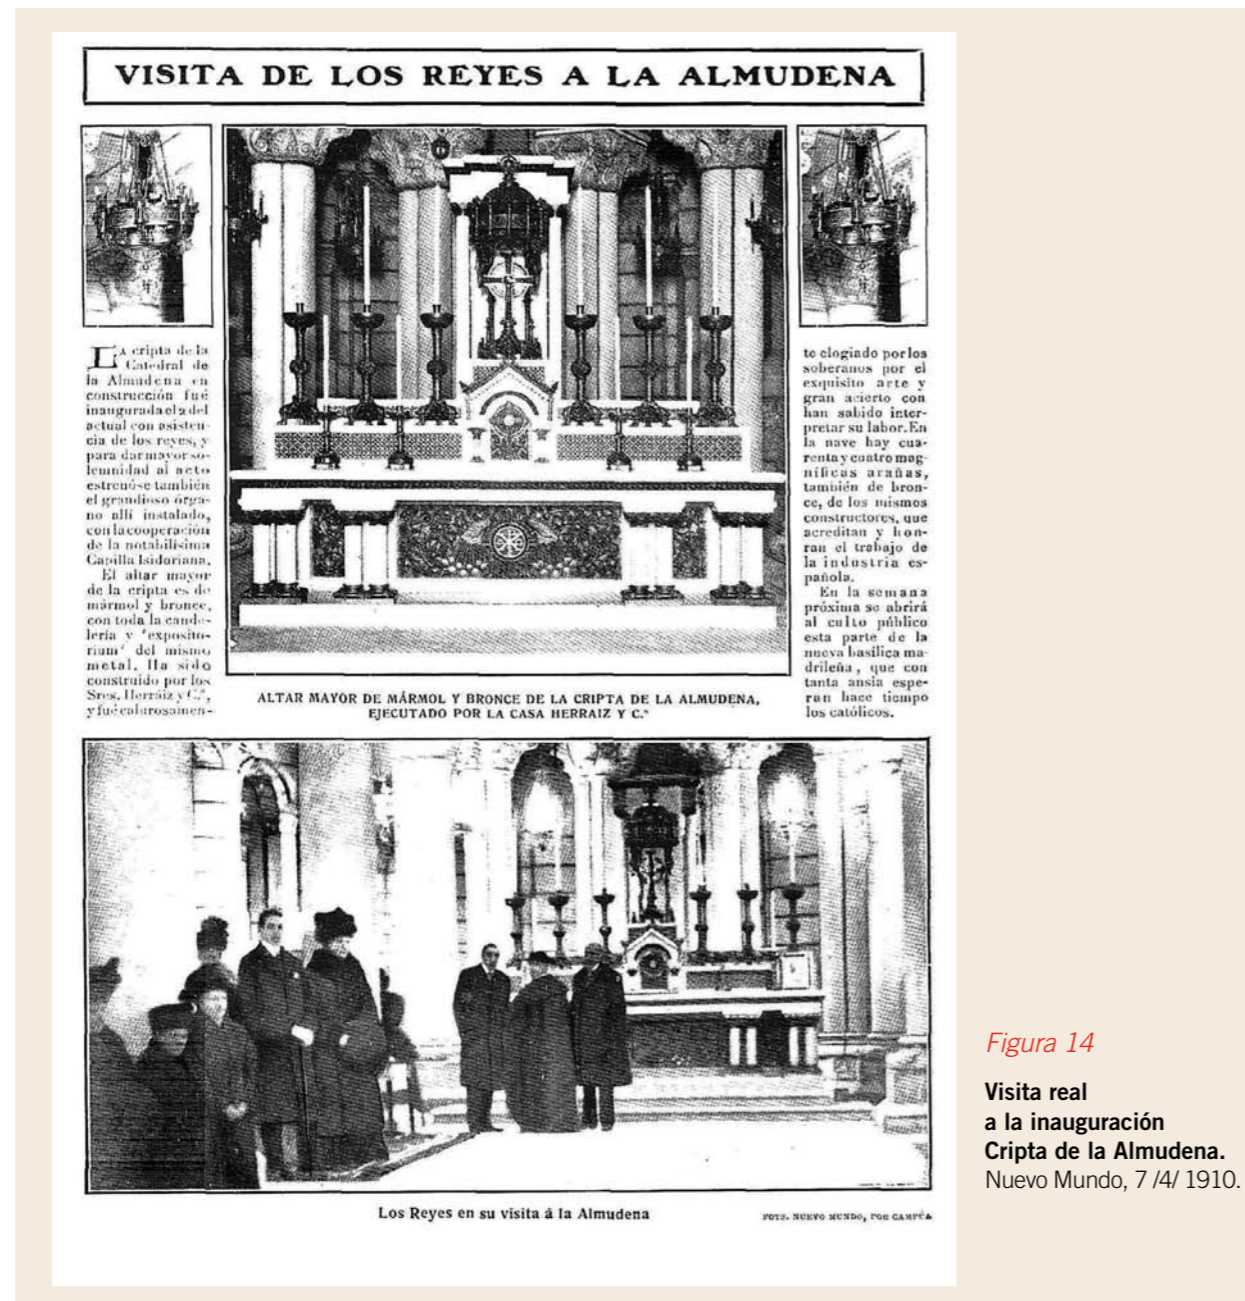 VISITA DE LOS REYES A LA ALMUDENA
LA cripta de la
Catedral de
la Almudena en
construcción fué
inaugurada el 2 del
actual con asisten-
cia de los reyes, y
para dar mayor so-
lemnidad al acto
estrenóse también
el grandioso órga-
no allí instalado,
con la cooperación
de la notabilísima
Capilla Isidoriana.
El altar mayor
de la cripta es de
mármol y bronce,
con toda la cande-
lería y "exposito-
rium" del mismo
metal. Ha sido
construido por los
Sres. Herráiz y C.ª,
y fué calurosamen-
te elogiado por los
soberanos por el
exquisito arte y
gran acierto con
han sabido inter-
pretar su labor. En
la nave hay cua-
renta y cuatro mag-
níficas arañas,
también de bron-
ce, de los mismos
constructores, que
acreditan y hon-
ran el trabajo de
la industria es-
pañola.
En la semana
próxima se abrirá
al culto público
esta parte de la
nueva basílica ma-
drileña, que con
tanta ansia espe-
ran hace tiempo
los católicos.
ALTAR MAYOR DE MÁRMOL Y BRONCE DE LA CRIPTA DE LA ALMUDENA,
EJECUTADO POR LA CASA HERRAIZ Y C.ª
Los Reyes en su visita á la Almudena
FOTS. NUEVO MUNDO, POR CAMPÚA
Figura 14
Visita real
a la inauguración
Cripta de la Almudena.
Nuevo Mundo, 7 /4/ 1910.